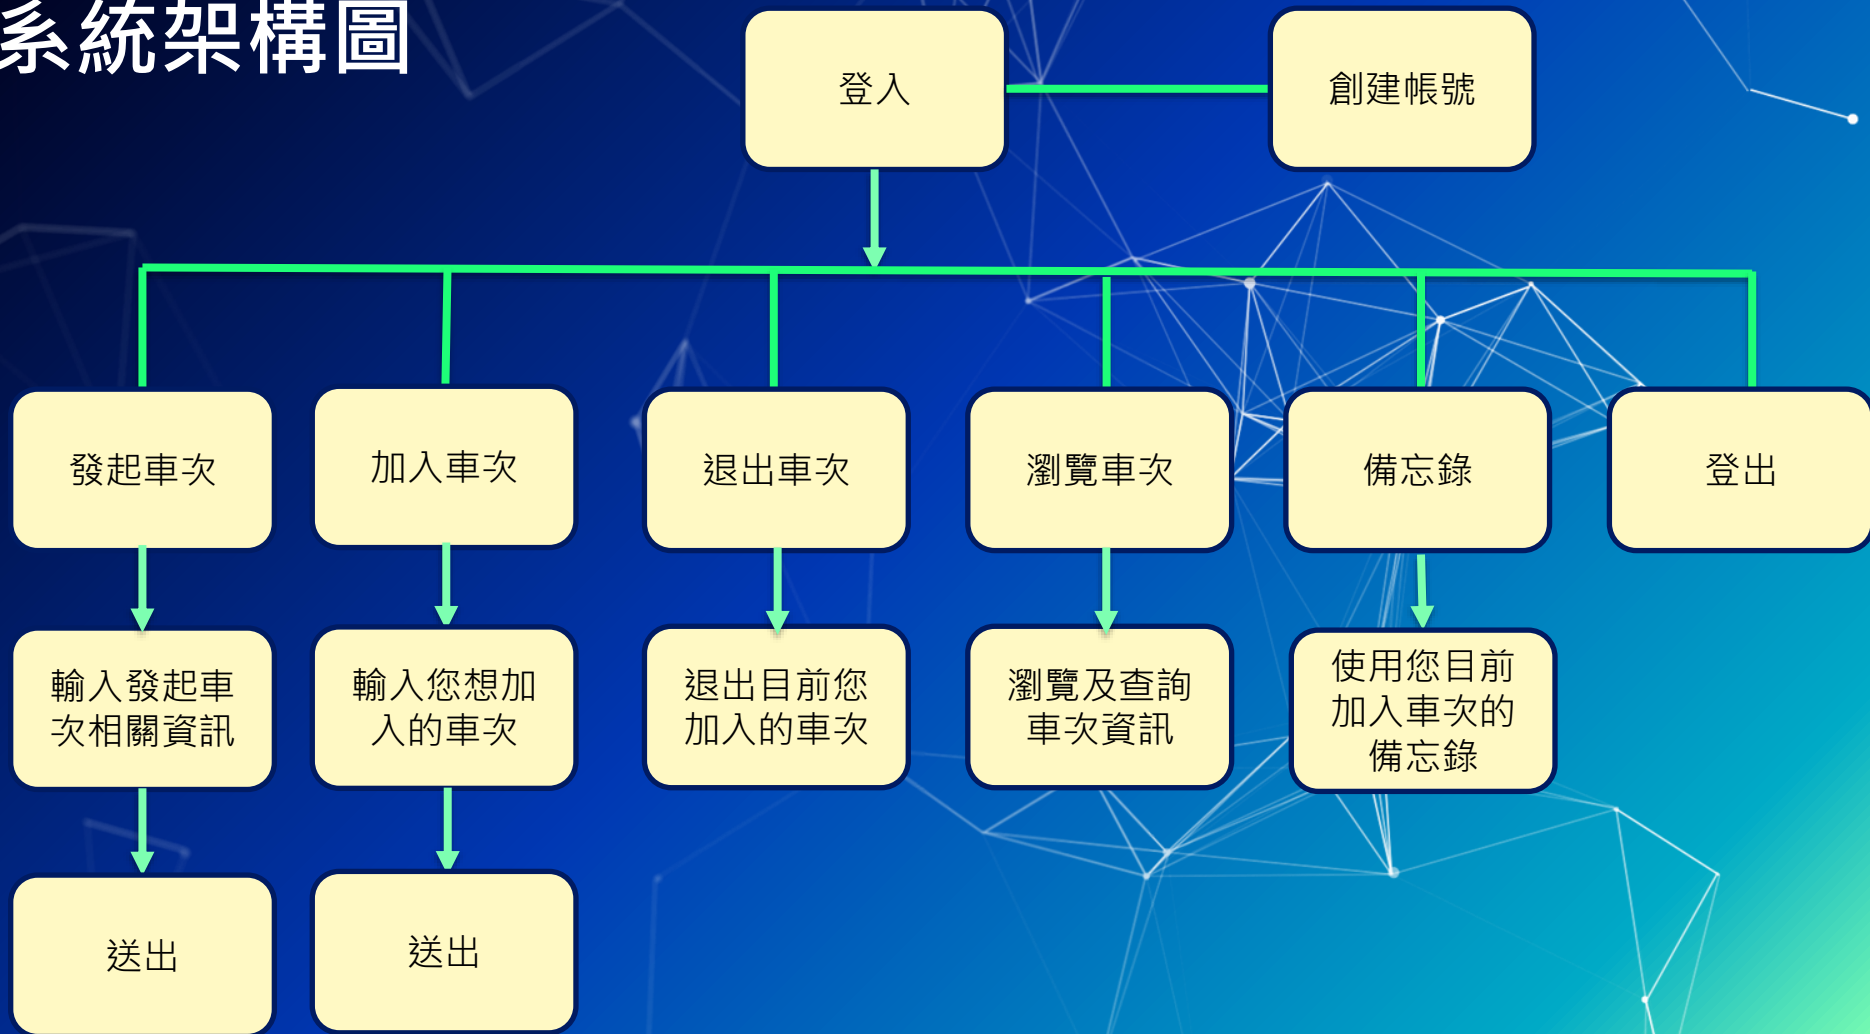 系統架構圖
登入
創建帳號
發起車次
加入車次
退出車次
瀏覽車次
備忘錄
登出
輸入發起車
次相關資訊
輸入您想加
入的車次
退出目前您
加入的車次
瀏覽及查詢
車次資訊
使用您目前
加入車次的
備忘錄
送出
送出